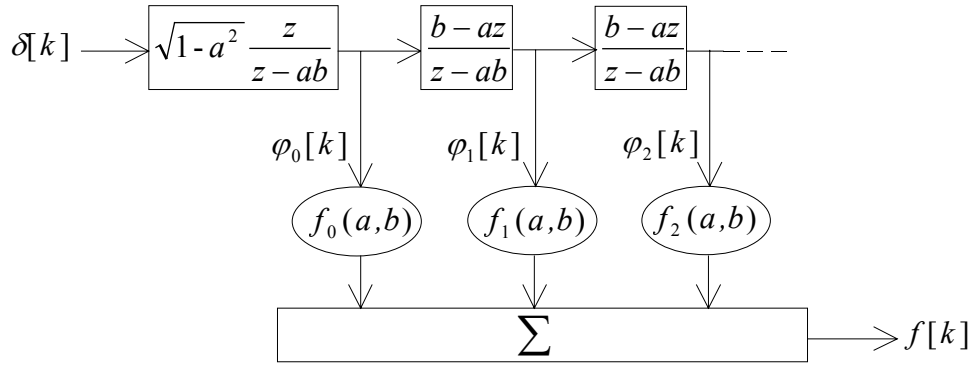 δ[k] √(1 - a²) z/(z − ab) (b − az)/(z − ab) (b − az)/(z − ab)
φ₀[k] φ₁[k] φ₂[k]
f₀(a,b) f₁(a,b) f₂(a,b)
Σ f[k]